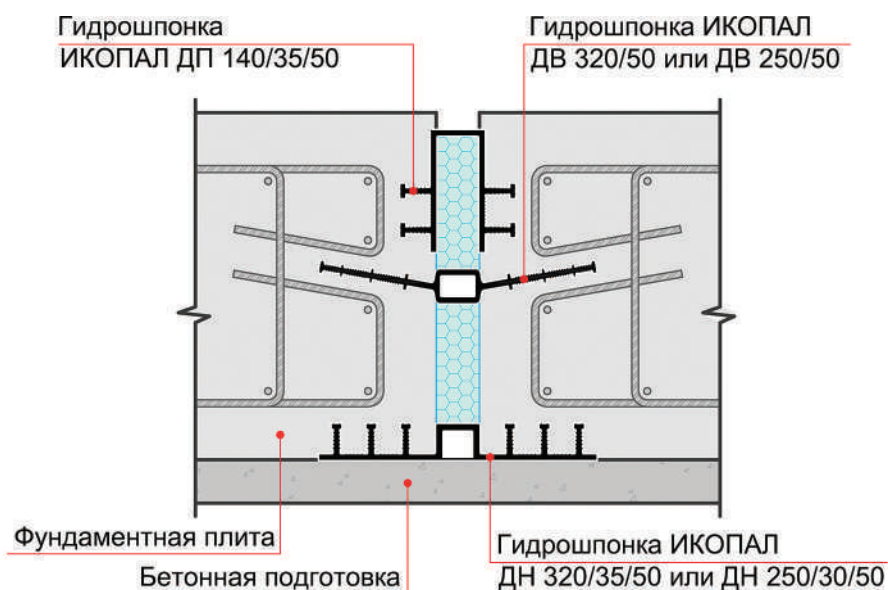 Гидрошпонка
ИКОПАЛ ДП 140/35/50
Гидрошпонка ИКОПАЛ
ДВ 320/50 или ДВ 250/50
Фундаментная плита
Бетонная подготовка
Гидрошпонка ИКОПАЛ
ДН 320/35/50 или ДН 250/30/50